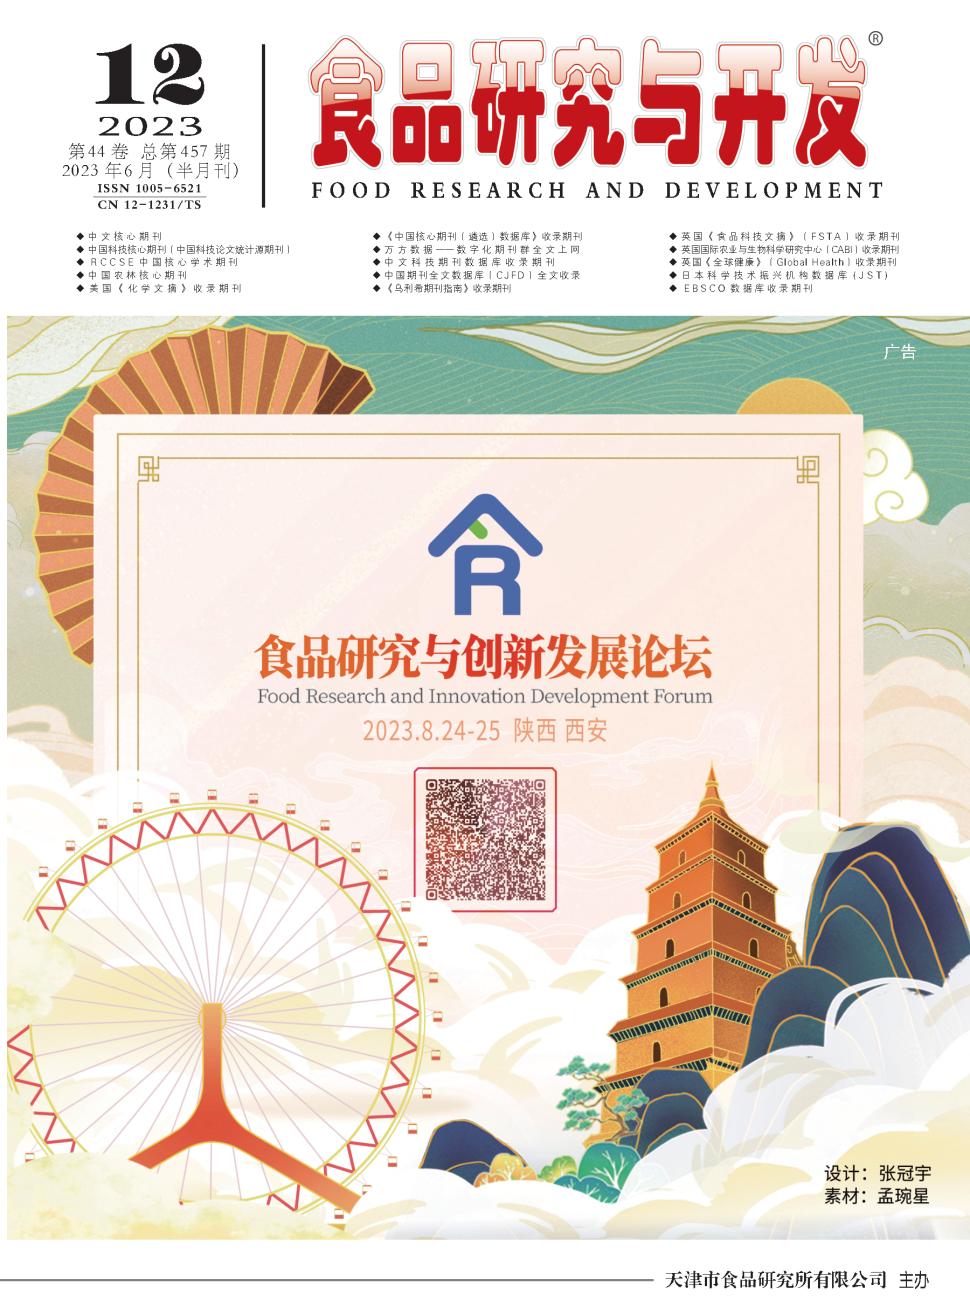 12
2023
第44卷 总第457期
2023年6月（半月刊）
ISSN 1005-6521
CN 12-1231/TS
食品研究与开发®
FOOD RESEARCH AND DEVELOPMENT
◆ 中文核心期刊
◆ 中国科技核心期刊（中国科技论文统计源期刊）
◆ RCCSE中国核心学术期刊
◆ 中国农林核心期刊
◆ 美国《化学文摘》收录期刊
◆ 《中国核心期刊（遴选）数据库》收录期刊
◆ 万方数据——数字化期刊群全文上网
◆ 中文科技期刊数据库收录期刊
◆ 中国期刊全文数据库（CJFD）全文收录
◆ 《乌利希期刊指南》收录期刊
◆ 英国《食品科技文摘》（FSTA）收录期刊
◆ 英国国际农业与生物科学研究中心（CABI）收录期刊
◆ 英国《全球健康》（Global Health）收录期刊
◆ 日本科学技术振兴机构数据库（JST）
◆ EBSCO数据库收录期刊
广告
R
食品研究与创新发展论坛
Food Research and Innovation Development Forum
2023.8.24-25 陕西 西安
设计：张冠宇
素材：孟琬星
天津市食品研究所有限公司 主办